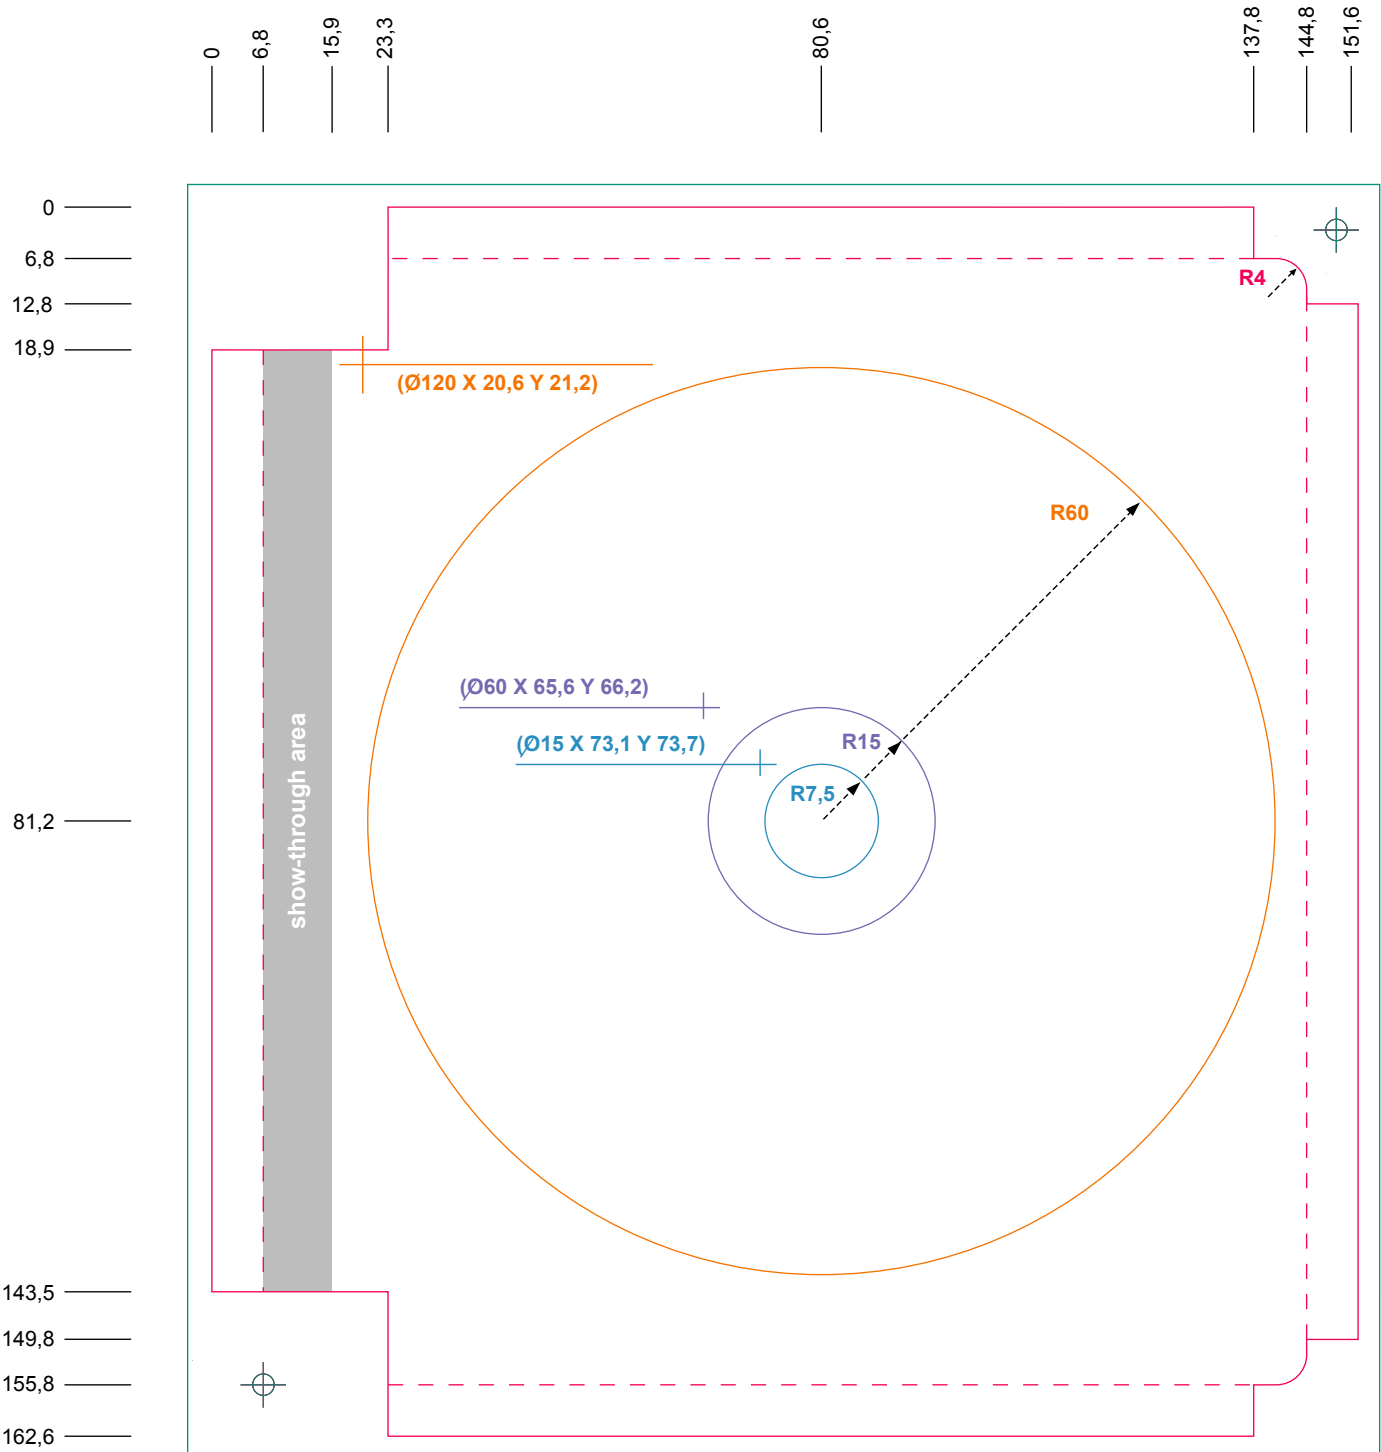 0
6,8
15,9
23,3
80,6
137,8
144,8
151,6
0
6,8
12,8
18,9
81,2
143,5
149,8
155,8
162,6
R4
(Ø120 X 20,6 Y 21,2)
R60
(Ø60 X 65,6 Y 66,2)
R15
(Ø15 X 73,1 Y 73,7)
R7,5
show-through area